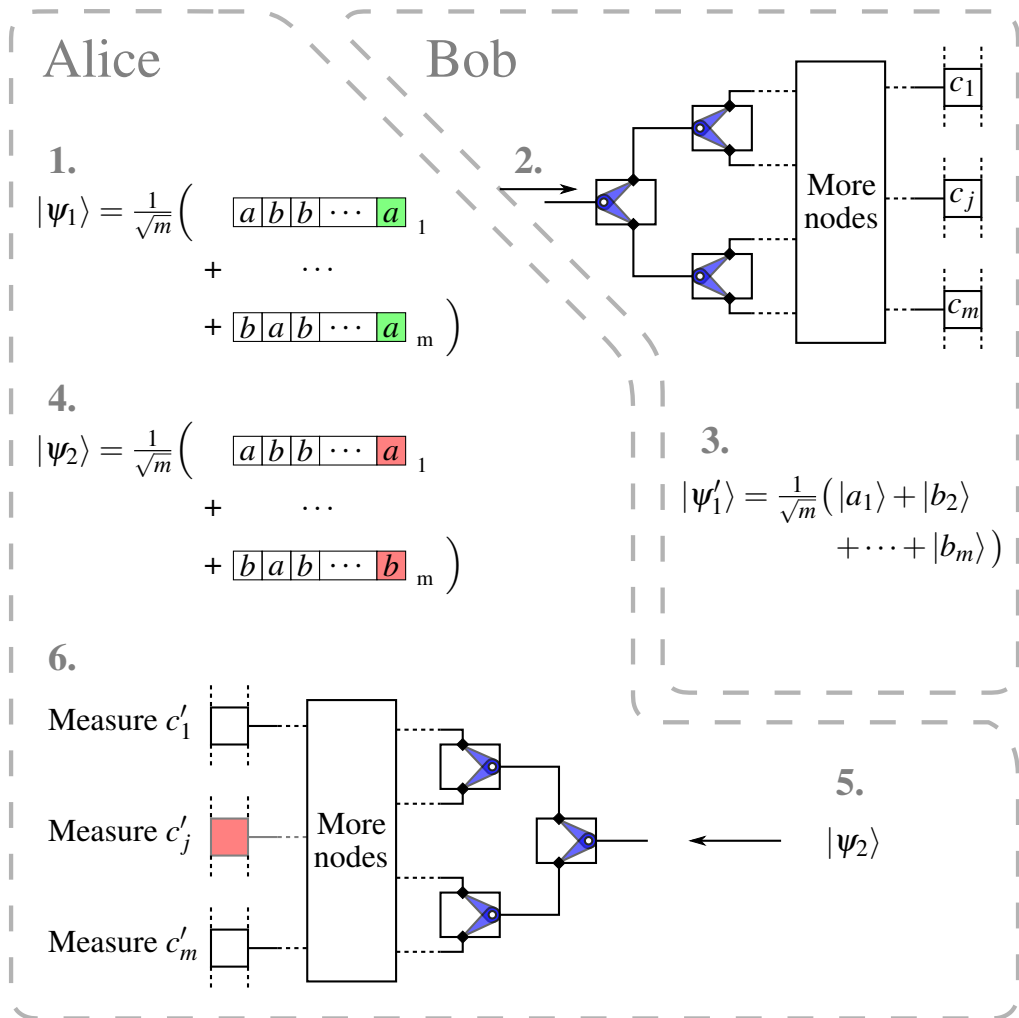 Alice
Bob
1.
|ψ₁⟩ = 1/√m (
a b b ⋯ a 1
+ ⋯
+ b a b ⋯ a m )
2.
More
nodes
c₁
cⱼ
cₘ
3.
|ψ′₁⟩ = 1/√m ( |a₁⟩ + |b₂⟩
+ ⋯ + |bₘ⟩ )
4.
|ψ₂⟩ = 1/√m (
a b b ⋯ a 1
+ ⋯
+ b a b ⋯ b m )
5.
|ψ₂⟩
6.
Measure c′₁
Measure c′ⱼ
Measure c′ₘ
More
nodes